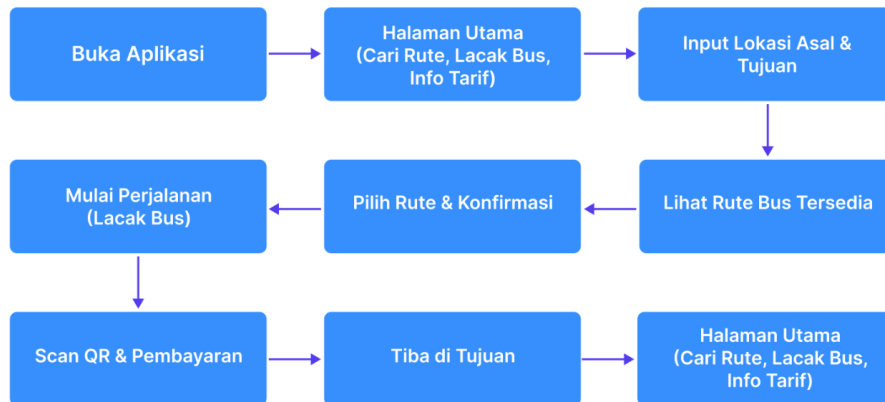 Buka Aplikasi
Halaman Utama
(Cari Rute, Lacak Bus,
Info Tarif)
Input Lokasi Asal &
Tujuan
Mulai Perjalanan
(Lacak Bus)
Pilih Rute & Konfirmasi
Lihat Rute Bus Tersedia
Scan QR & Pembayaran
Tiba di Tujuan
Halaman Utama
(Cari Rute, Lacak Bus,
Info Tarif)